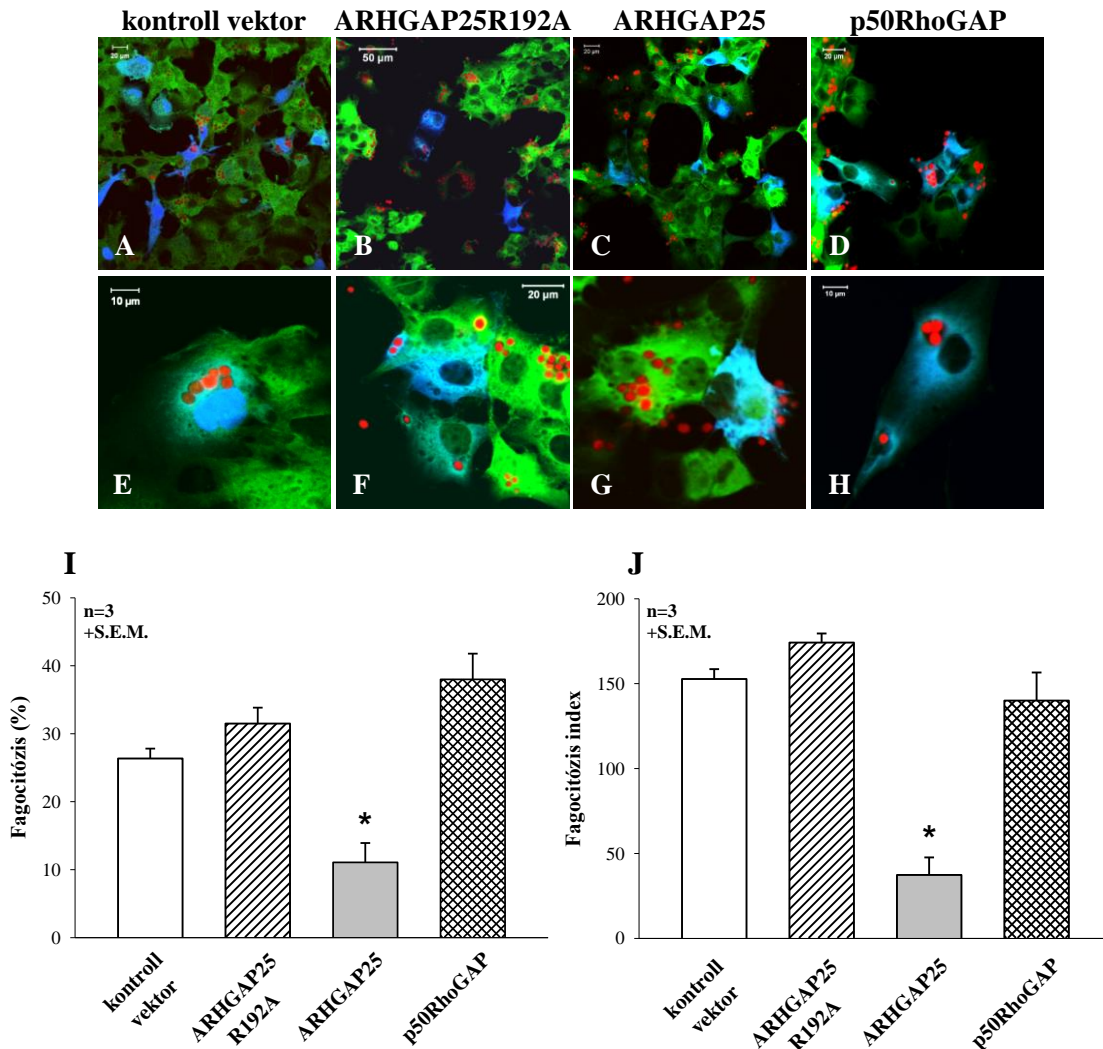 kontroll vektor ARHGAP25R192A ARHGAP25 p50RhoGAP
20 µm 50 µm 20 µm 20 µm
A B C D
10 µm 20 µm 10 µm
E F G H
I
n=3
+S.E.M.
Fagocitózis (%)
50
40
30
20
10
0
*
kontroll
vektor
ARHGAP25
R192A
ARHGAP25
p50RhoGAP
J
n=3
+S.E.M.
Fagocitózis index
200
150
100
50
0
*
kontroll
vektor
ARHGAP25
R192A
ARHGAP25
p50RhoGAP